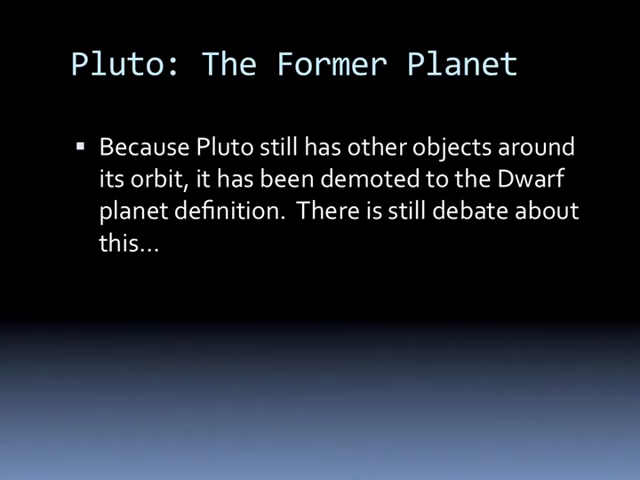 Pluto: The Former Planet
▪ Because Pluto still has other objects around
its orbit, it has been demoted to the Dwarf
planet definition.  There is still debate about
this…